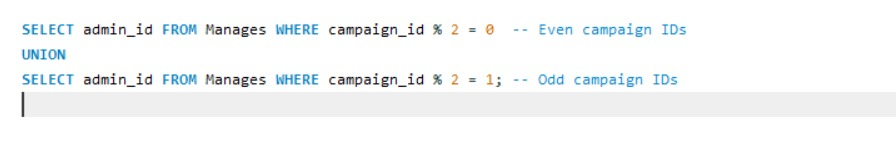 SELECT admin_id FROM Manages WHERE campaign_id % 2 = 0  -- Even campaign IDs
UNION
SELECT admin_id FROM Manages WHERE campaign_id % 2 = 1; -- Odd campaign IDs